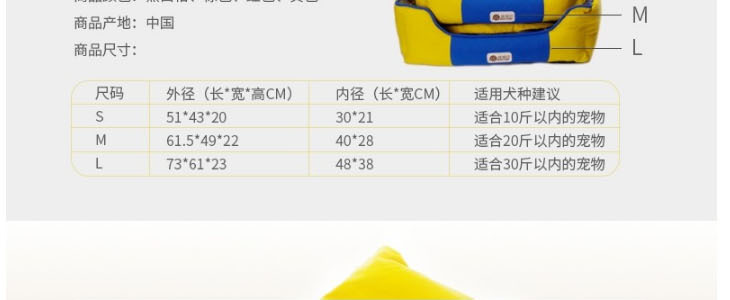 商品产地：中国
M
商品尺寸：
L
尺码 外径（长*宽*高CM） 内径（长*宽CM） 适用犬种建议
S 51*43*20 30*21 适合10斤以内的宠物
M 61.5*49*22 40*28 适合20斤以内的宠物
L 73*61*23 48*38 适合30斤以内的宠物